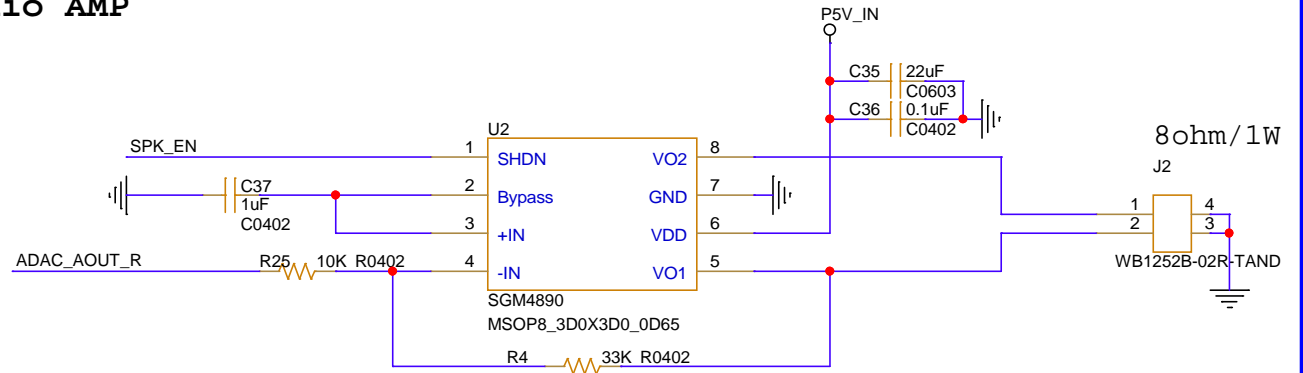 io AMP
P5V_IN
C35 22uF
C0603
C36 0.1uF
C0402
8ohm/1W
J2
U2
SPK_EN 1 SHDN VO2 8
C37
1uF
C0402
2 Bypass GND 7
3 +IN VDD 6
ADAC_AOUT_R R25 10K R0402 4 -IN VO1 5
1 4
2 3
WB1252B-02R-TAND
SGM4890
MSOP8_3D0X3D0_0D65
R4 33K R0402